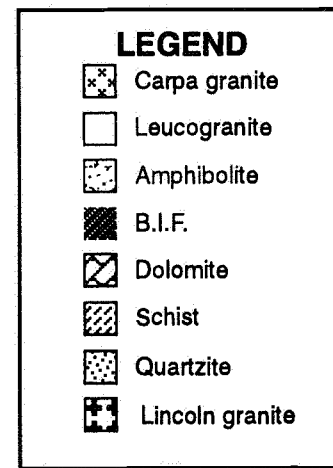 LEGEND
Carpa granite
Leucogranite
Amphibolite
B.I.F.
Dolomite
Schist
Quartzite
Lincoln granite